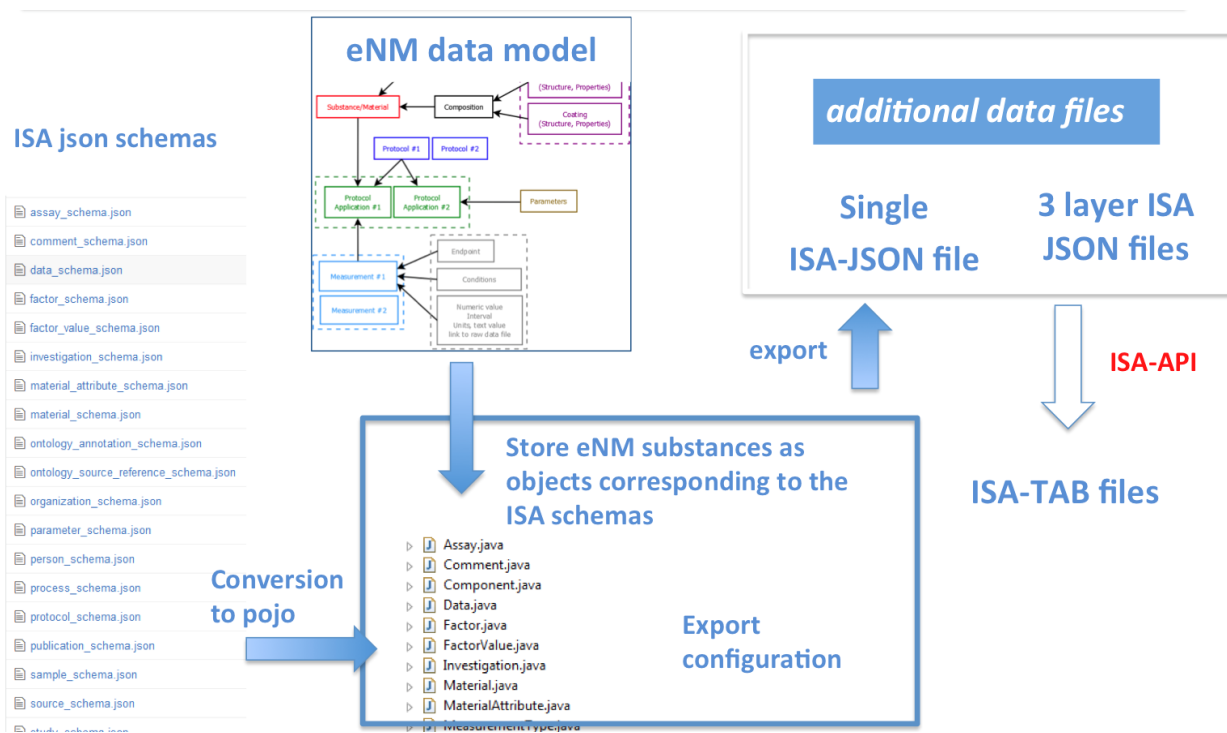 ISA json schemas
assay_schema.json
comment_schema.json
data_schema.json
factor_schema.json
factor_value_schema.json
investigation_schema.json
material_attribute_schema.json
material_schema.json
ontology_annotation_schema.json
ontology_source_reference_schema.json
organization_schema.json
parameter_schema.json
person_schema.json
process_schema.json
protocol_schema.json
publication_schema.json
sample_schema.json
source_schema.json
study_schema.json
eNM data model
(Structure, Properties)
Substance/Material
Composition
Coating
(Structure, Properties)
Protocol #1
Protocol #2
Protocol
Application #1
Protocol
Application #2
Parameters
Endpoint
Measurement #1
Conditions
Measurement #2
Numeric value
Interval
Units, text value
link to raw data file
Conversion
to pojo
Store eNM substances as
objects corresponding to the
ISA schemas
Assay.java
Comment.java
Component.java
Data.java
Factor.java
FactorValue.java
Investigation.java
Material.java
MaterialAttribute.java
MeasurementType.java
Export
configuration
export
additional data files
Single
ISA-JSON file
3 layer ISA
JSON files
ISA-API
ISA-TAB files